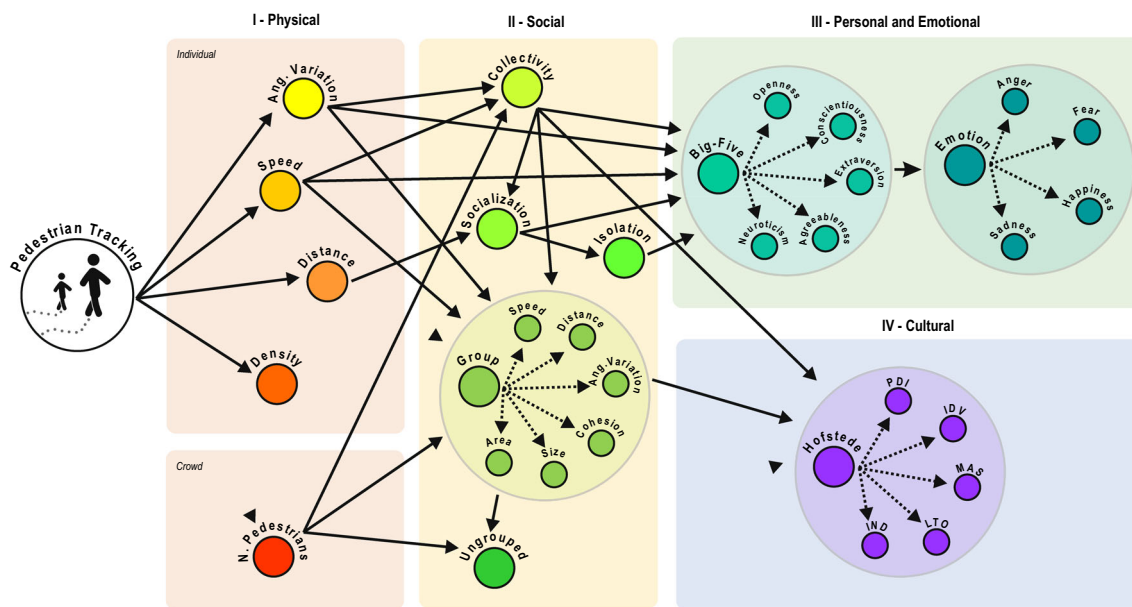 I - Physical
II - Social
III - Personal and Emotional
Individual
Ang. Variation
Speed
Distance
Density
Pedestrian Tracking
Crowd
N. Pedestrians
Collectivity
Socialization
Isolation
Group
Speed
Distance
Ang.Variation
Cohesion
Size
Area
Ungrouped
Big-Five
Openness
Conscientiousness
Extraversion
Agreeableness
Neuroticism
Emotion
Anger
Fear
Happiness
Sadness
IV - Cultural
Hofstede
PDI
IDV
MAS
LTO
IND